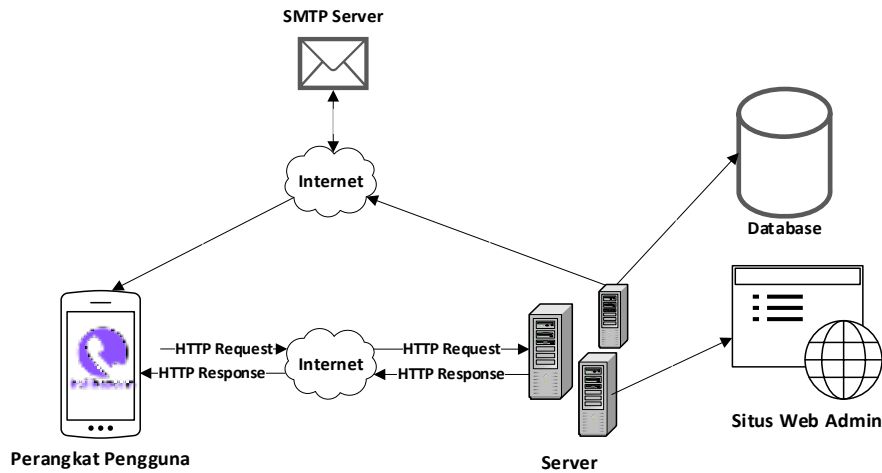 SMTP Server
Internet
Database
HTTP Request
Internet
HTTP Request
HTTP Response
HTTP Response
Situs Web Admin
Perangkat Pengguna
Server